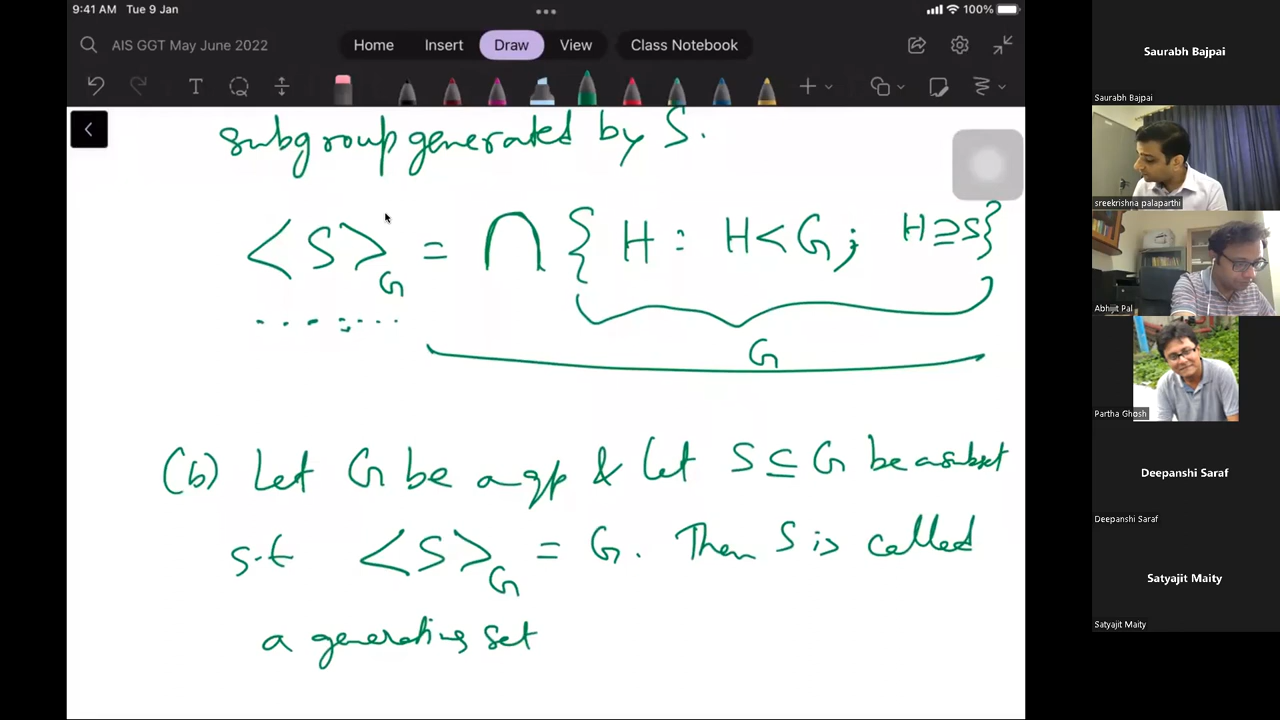 9:41 AM Tue 9 Jan
100%
AIS GGT May June 2022
Home Insert Draw View Class Notebook
subgroup generated by S.
<S>_G = ∩ { H : H < G ; H ⊇ S }
G
(b) Let G be a gp & let S ⊆ G be a subset
s.t <S>_G = G. Then S is called
a generating set
Saurabh Bajpai
Saurabh Bajpai
sreekrishna palaparthi
Abhijit Pal
Partha Ghosh
Deepanshi Saraf
Deepanshi Saraf
Satyajit Maity
Satyajit Maity